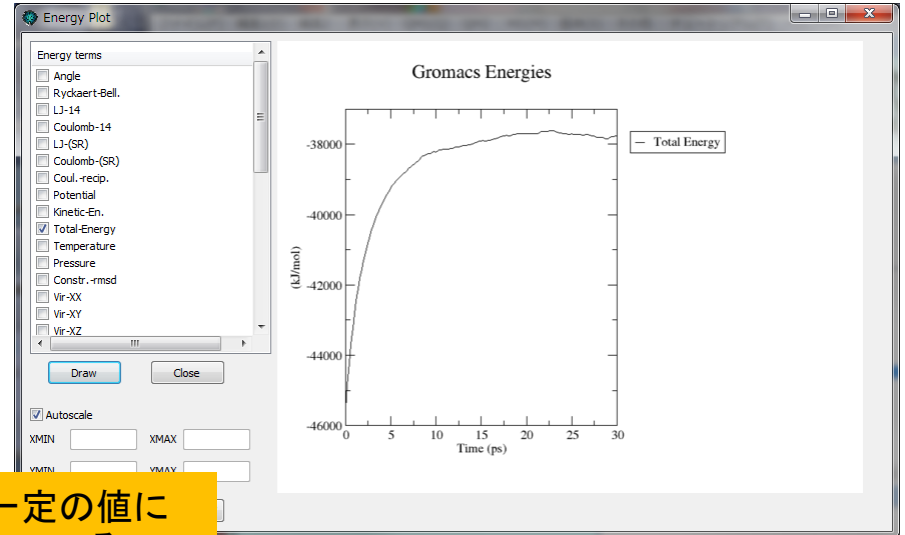 Energy Plot
Energy terms
Angle
Ryckaert-Bell.
LJ-14
Coulomb-14
LJ-(SR)
Coulomb-(SR)
Coul.-recip.
Potential
Kinetic-En.
Total-Energy
Temperature
Pressure
Constr.-rmsd
Vir-XX
Vir-XY
Vir-XZ
Draw Close
Autoscale
XMIN XMAX
YMIN YMAX
Gromacs Energies
Total Energy
(kJ/mol)
-38000
-40000
-42000
-44000
-46000
0 5 10 15 20 25 30
Time (ps)
一定の値に